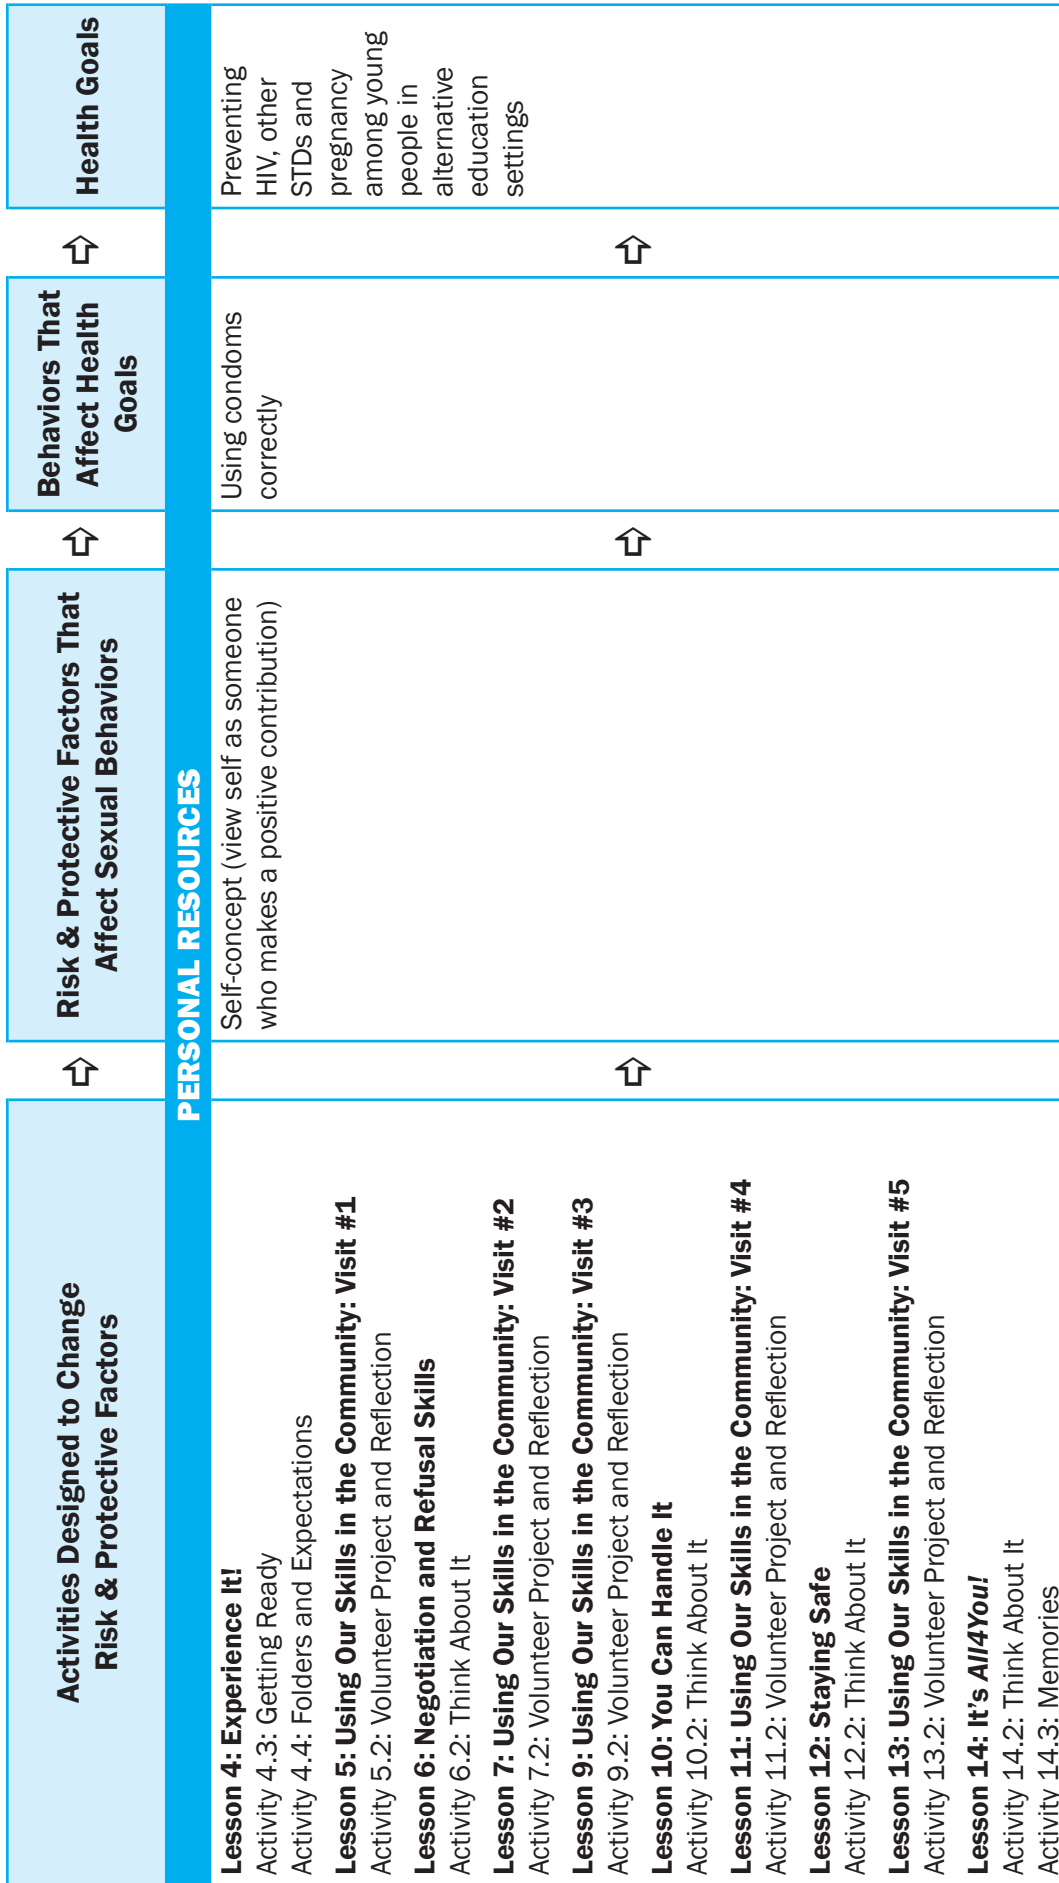 Activities Designed to Change
Risk & Protective Factors
⇨
Risk & Protective Factors That
Affect Sexual Behaviors
⇨
Behaviors That
Affect Health
Goals
⇨
Health Goals
PERSONAL RESOURCES
Lesson 4: Experience It!
Activity 4.3: Getting Ready
Activity 4.4: Folders and Expectations
Lesson 5: Using Our Skills in the Community: Visit #1
Activity 5.2: Volunteer Project and Reflection
Lesson 6: Negotiation and Refusal Skills
Activity 6.2: Think About It
Lesson 7: Using Our Skills in the Community: Visit #2
Activity 7.2: Volunteer Project and Reflection
Lesson 9: Using Our Skills in the Community: Visit #3
Activity 9.2: Volunteer Project and Reflection
Lesson 10: You Can Handle It
Activity 10.2: Think About It
Lesson 11: Using Our Skills in the Community: Visit #4
Activity 11.2: Volunteer Project and Reflection
Lesson 12: Staying Safe
Activity 12.2: Think About It
Lesson 13: Using Our Skills in the Community: Visit #5
Activity 13.2: Volunteer Project and Reflection
Lesson 14: It's All4You!
Activity 14.2: Think About It
Activity 14.3: Memories
⇨
Self-concept (view self as someone
who makes a positive contribution)
⇨
Using condoms
correctly
⇨
Preventing
HIV, other
STDs and
pregnancy
among young
people in
alternative
education
settings